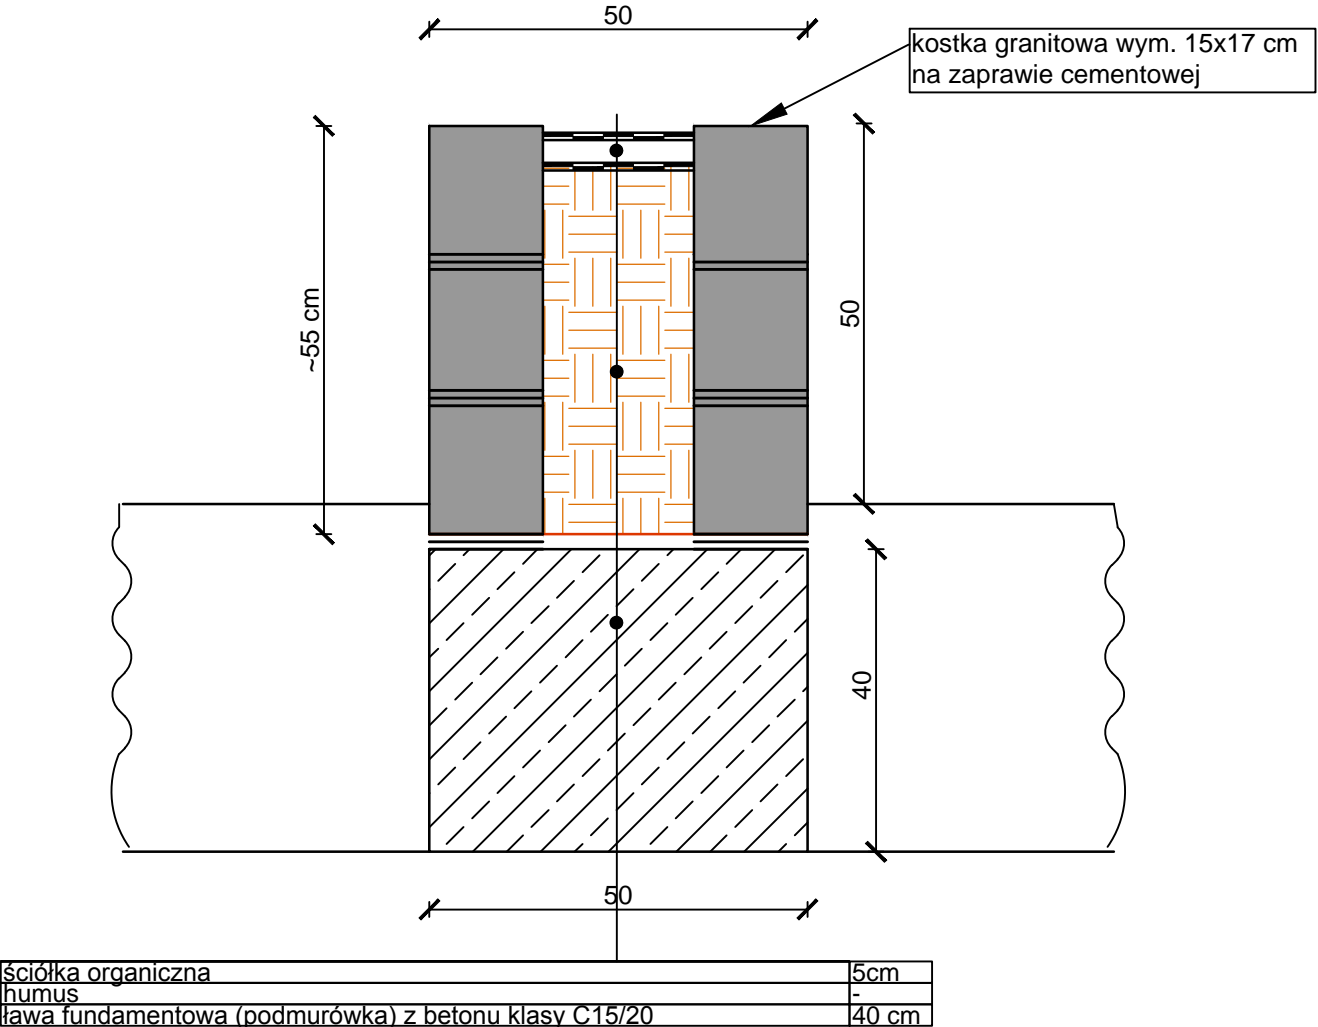 50
kostka granitowa wym. 15x17 cm
na zaprawie cementowej
~55 cm
50
40
50
ściółka organiczna 5cm
humus -
ława fundamentowa (podmurówka) z betonu klasy C15/20 40 cm